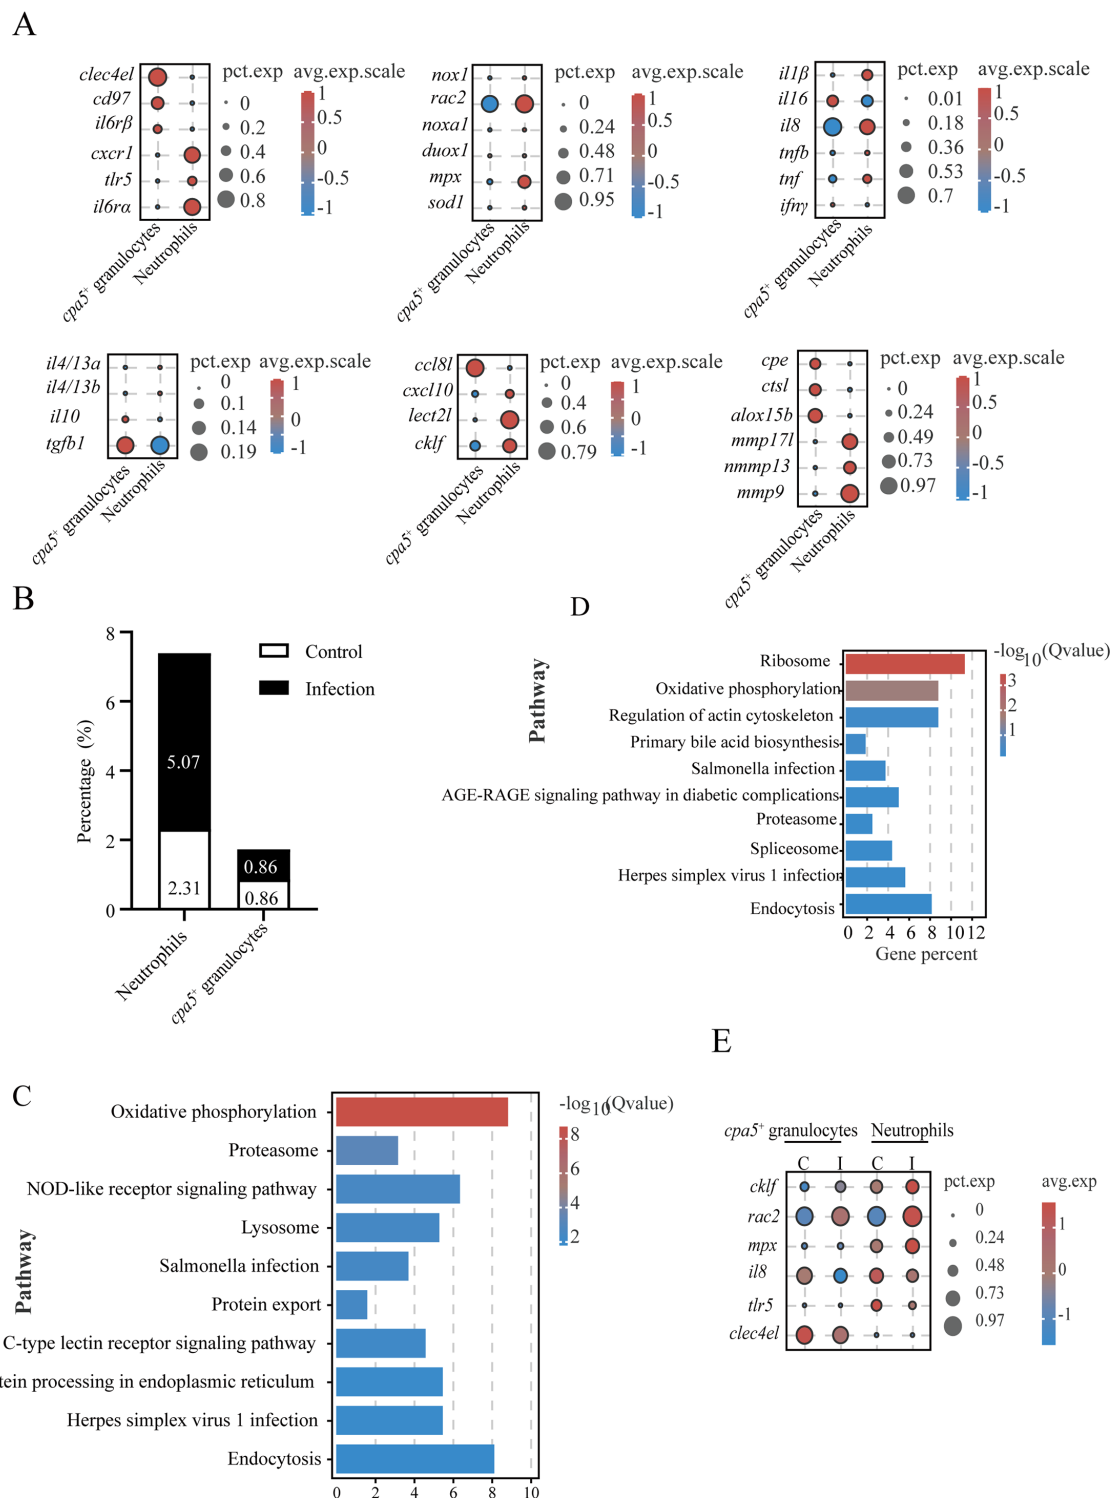 A
clec4el
cd97
il6rβ
cxcr1
tlr5
il6rα
cpa5+ granulocytes
Neutrophils
pct.exp
0
0.2
0.4
0.6
0.8
avg.exp.scale
1
0.5
0
-0.5
-1
nox1
rac2
noxa1
duox1
mpx
sod1
cpa5+ granulocytes
Neutrophils
pct.exp
0
0.24
0.48
0.71
0.95
avg.exp.scale
1
0.5
0
-0.5
-1
il1β
il16
il8
tnfb
tnf
ifnγ
cpa5+ granulocytes
Neutrophils
pct.exp
0.01
0.18
0.36
0.53
0.7
avg.exp.scale
1
0.5
0
-0.5
-1
il4/13a
il4/13b
il10
tgfb1
cpa5+ granulocytes
Neutrophils
pct.exp
0
0.1
0.14
0.19
avg.exp.scale
1
0
-1
ccl8l
cxcl10
lect2l
cklf
cpa5+ granulocytes
Neutrophils
pct.exp
0
0.4
0.6
0.79
avg.exp.scale
1
0
-1
cpe
ctsl
alox15b
mmp17l
nmmp13
mmp9
cpa5+ granulocytes
Neutrophils
pct.exp
0
0.24
0.49
0.73
0.97
avg.exp.scale
1
0.5
0
-0.5
-1
B
Percentage (%)
8
6
4
2
0
5.07
2.31
0.86
0.86
Control
Infection
Neutrophils
cpa5+ granulocytes
D
Pathway
Ribosome
Oxidative phosphorylation
Regulation of actin cytoskeleton
Primary bile acid biosynthesis
Salmonella infection
AGE-RAGE signaling pathway in diabetic complications
Proteasome
Spliceosome
Herpes simplex virus 1 infection
Endocytosis
0 2 4 6 8 10 12
Gene percent
-log10(Qvalue)
3
2
1
C
Pathway
Oxidative phosphorylation
Proteasome
NOD-like receptor signaling pathway
Lysosome
Salmonella infection
Protein export
C-type lectin receptor signaling pathway
tein processing in endoplasmic reticulum
Herpes simplex virus 1 infection
Endocytosis
0 2 4 6 8 10
-log10(Qvalue)
8
6
4
2
E
cpa5+ granulocytes Neutrophils
C I C I
cklf
rac2
mpx
il8
tlr5
clec4el
pct.exp
0
0.24
0.48
0.73
0.97
avg.exp
1
0
-1